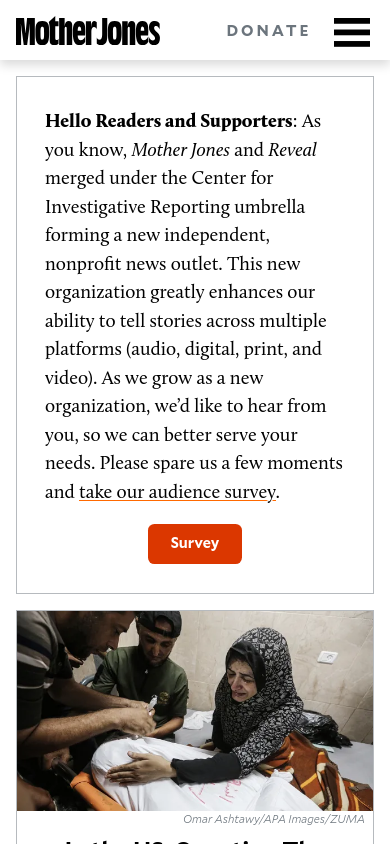 Mother Jones
DONATE
Hello Readers and Supporters: As
you know, Mother Jones and Reveal
merged under the Center for
Investigative Reporting umbrella
forming a new independent,
nonprofit news outlet. This new
organization greatly enhances our
ability to tell stories across multiple
platforms (audio, digital, print, and
video). As we grow as a new
organization, we’d like to hear from
you, so we can better serve your
needs. Please spare us a few moments
and take our audience survey.
Survey
Omar Ashtawy/APA Images/ZUMA